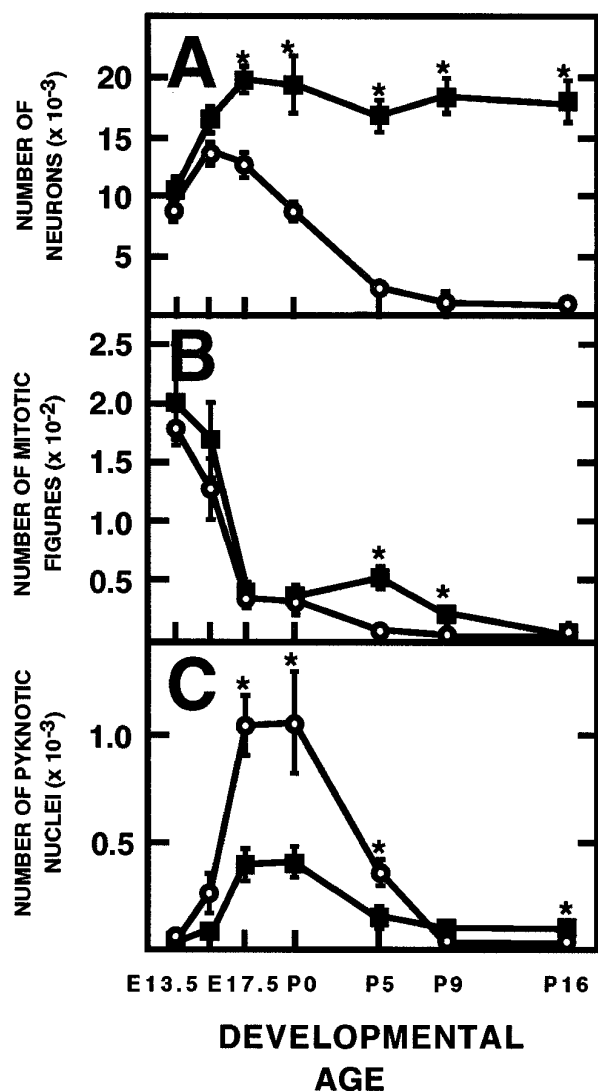 A
NUMBER OF
NEURONS (x 10-3)
20
15
10
5
*
*
*
*
*
B
NUMBER OF MITOTIC
FIGURES (x 10-2)
2.5
2.0
1.5
1.0
0.5
*
*
C
NUMBER OF PYKNOTIC
NUCLEI (x 10-3)
1.0
0.5
*
*
*
*
E13.5 E17.5 P0 P5 P9 P16
DEVELOPMENTAL
AGE